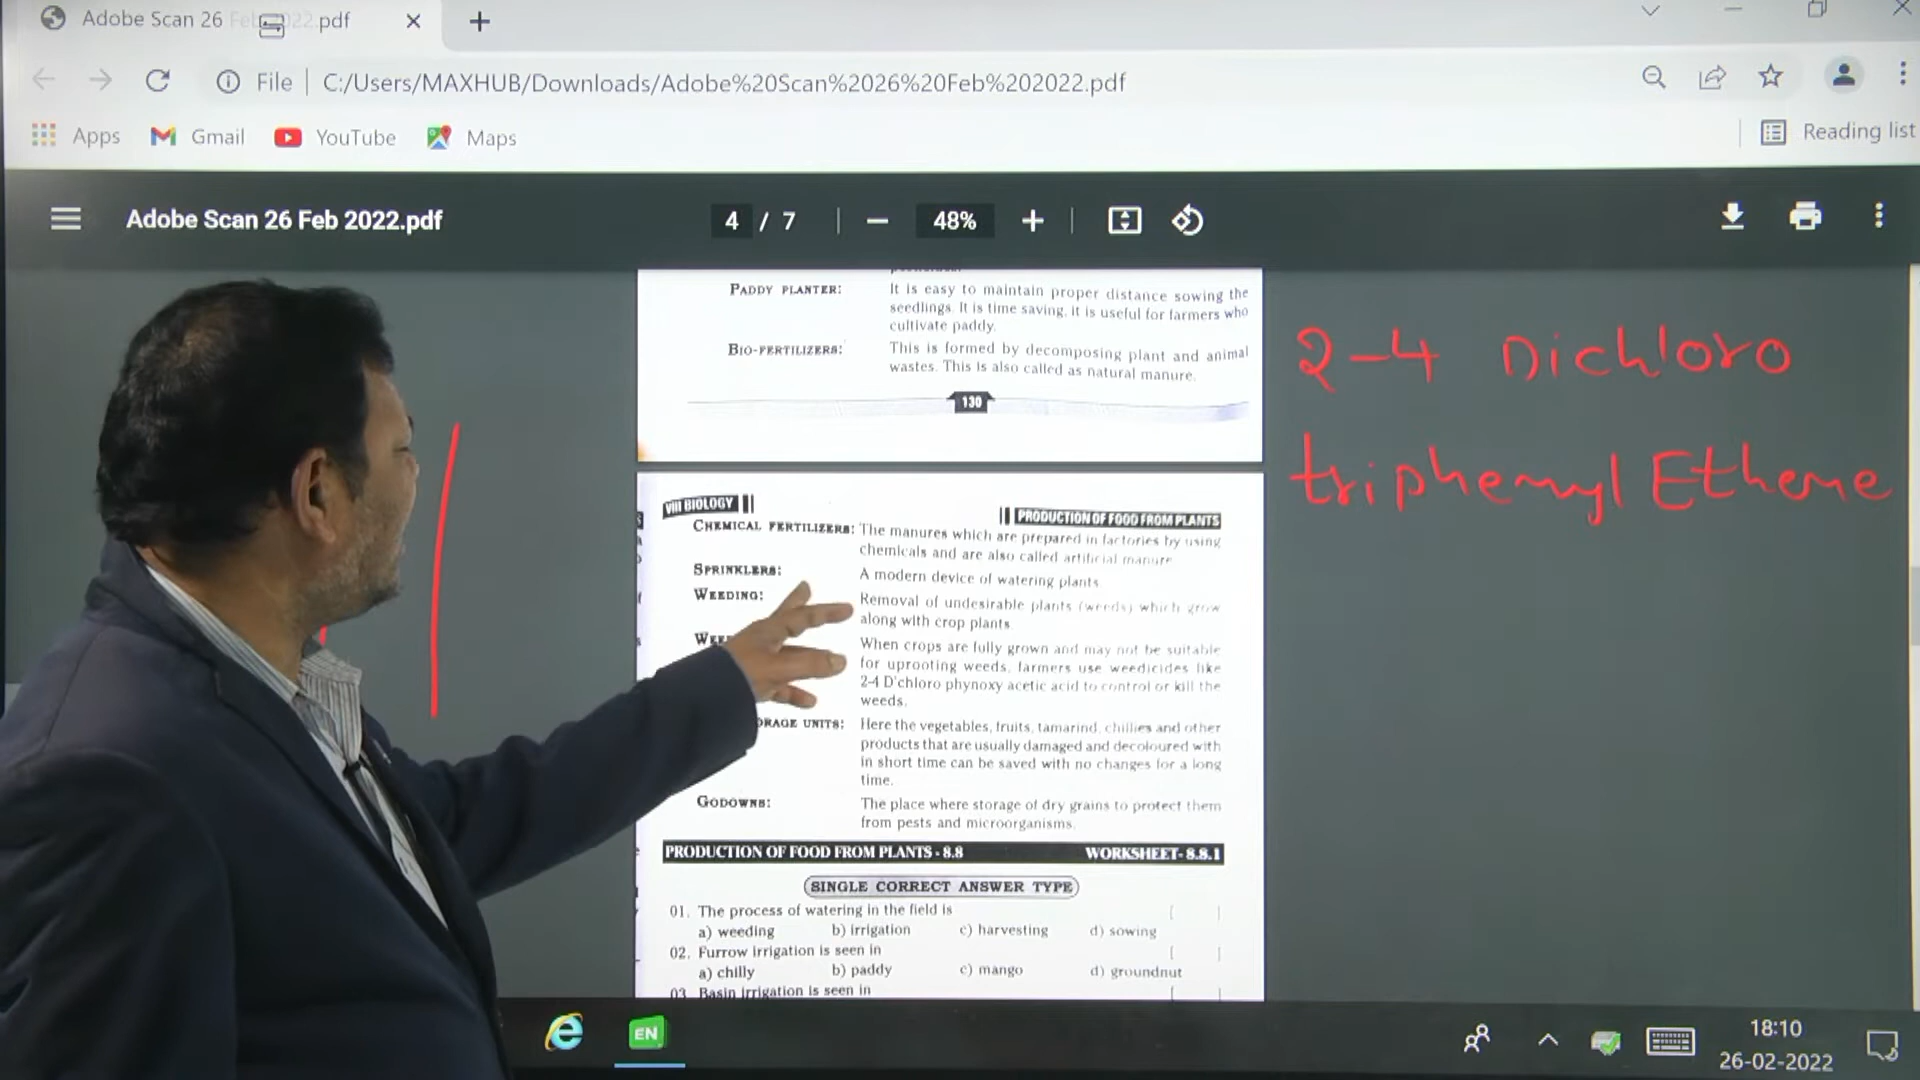 Adobe Scan 26 Feb 2022.pdf
File
C:/Users/MAXHUB/Downloads/Adobe%20Scan%2026%20Feb%202022.pdf
Apps Gmail YouTube Maps
Reading list
Adobe Scan 26 Feb 2022.pdf
4 / 7
48%
PADDY PLANTER: It is easy to maintain proper distance sowing the
seedlings. It is time saving, it is useful for farmers who
cultivate paddy.
BIO-FERTILIZERS: This is formed by decomposing plant and animal
wastes. This is also called as natural manure.
130
2-4 Dichloro
triphenyl Ethene
VIII BIOLOGY
PRODUCTION OF FOOD FROM PLANTS
CHEMICAL FERTILIZERS: The manures which are prepared in factories by using
chemicals and are also called artificial manure
SPRINKLERS: A modern device of watering plants
WEEDING: Removal of undesirable plants (weeds) which grow
along with crop plants
When crops are fully grown and may not be suitable
for uprooting weeds, farmers use weedicides like
2-4 D'chloro phynoxy acetic acid to control or kill the
weeds.
RAGE UNITS: Here the vegetables, fruits, tamarind, chillies and other
products that are usually damaged and decoloured with
in short time can be saved with no changes for a long
time.
GODOWNS: The place where storage of dry grains to protect them
from pests and microorganisms.
PRODUCTION OF FOOD FROM PLANTS - 8.8 WORKSHEET- 8.8.1
SINGLE CORRECT ANSWER TYPE
01. The process of watering in the field is [ ]
a) weeding b) irrigation c) harvesting d) sowing
02. Furrow irrigation is seen in [ ]
a) chilly b) paddy c) mango d) groundnut
03. Basin irrigation is seen in [ ]
EN
18:10
26-02-2022